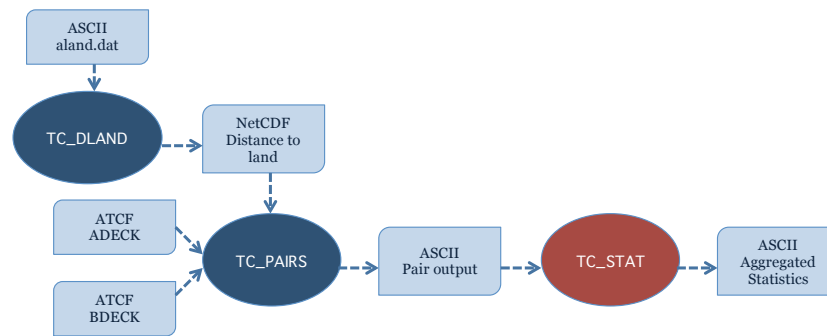 ASCII
aland.dat
TC_DLAND
NetCDF
Distance to
land
ATCF
ADECK
ATCF
BDECK
TC_PAIRS
ASCII
Pair output
TC_STAT
ASCII
Aggregated
Statistics